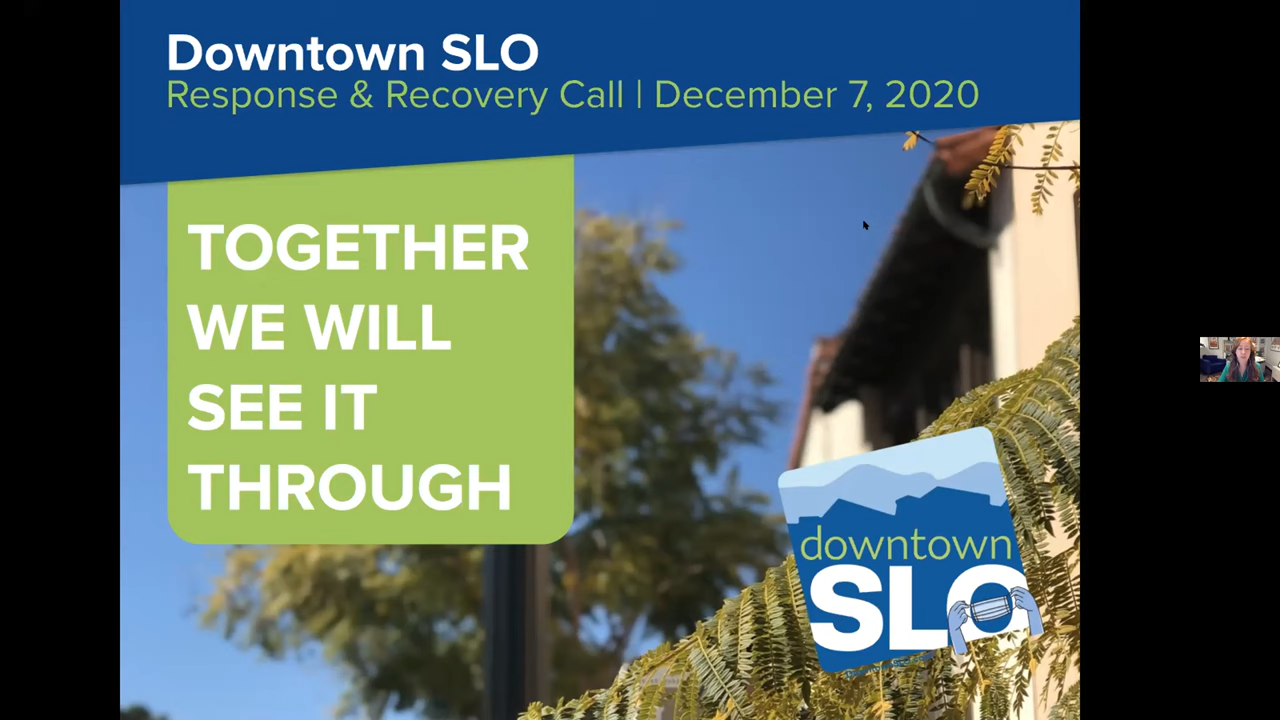 Downtown SLO
Response & Recovery Call | December 7, 2020
TOGETHER
WE WILL
SEE IT
THROUGH
downtown
SLO